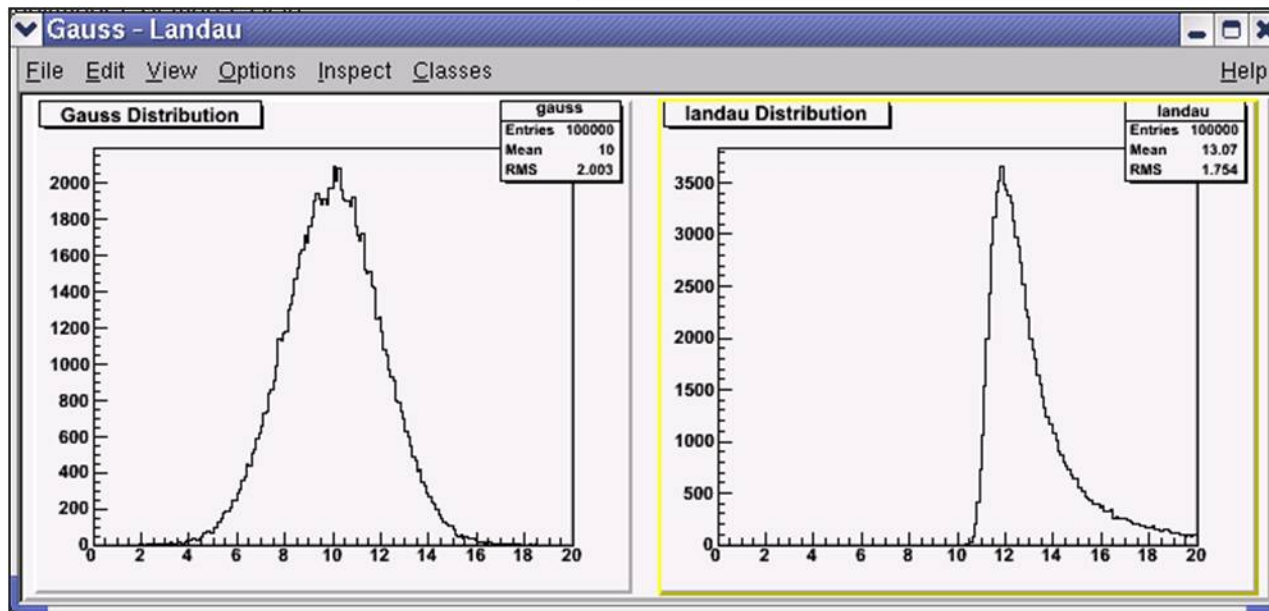 Gauss - Landau
File Edit View Options Inspect Classes Help
Gauss Distribution
gauss
Entries 100000
Mean 10
RMS 2.003
2000
1800
1600
1400
1200
1000
800
600
400
200
0
0 2 4 6 8 10 12 14 16 18 20
landau Distribution
landau
Entries 100000
Mean 13.07
RMS 1.754
3500
3000
2500
2000
1500
1000
500
0
0 2 4 6 8 10 12 14 16 18 20